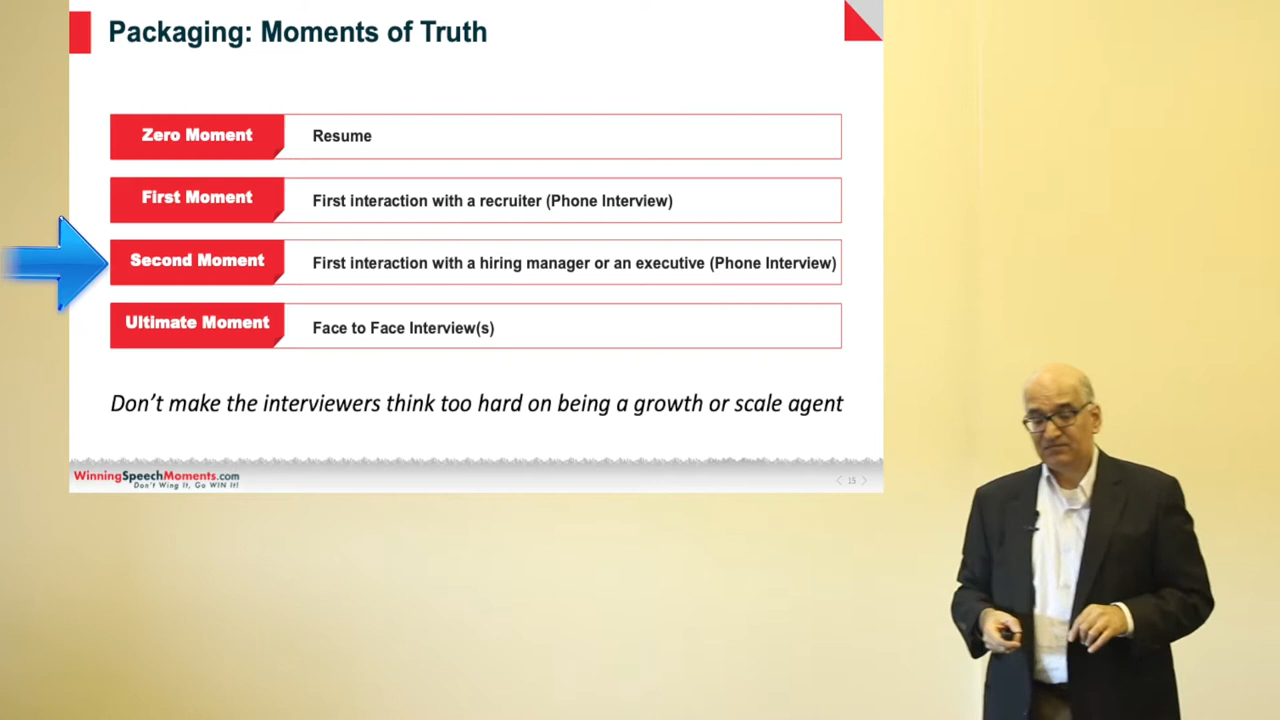 Packaging: Moments of Truth
Zero Moment
Resume
First Moment
First interaction with a recruiter (Phone Interview)
Second Moment
First interaction with a hiring manager or an executive (Phone Interview)
Ultimate Moment
Face to Face Interview(s)
Don't make the interviewers think too hard on being a growth or scale agent
WinningSpeechMoments.com
Don't Wing It, Go WIN It!
15